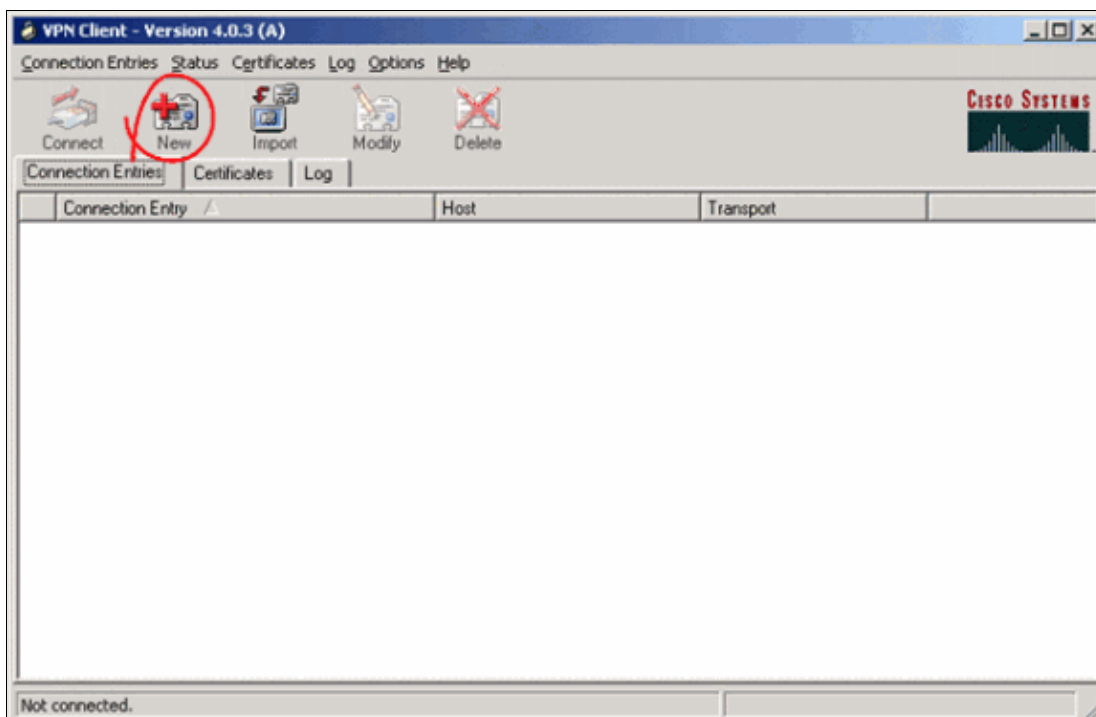 VPN Client - Version 4.0.3 (A)
Connection Entries Status Certificates Log Options Help
CISCO SYSTEMS
Connect New Import Modify Delete
Connection Entries Certificates Log
Connection Entry Host Transport
Not connected.